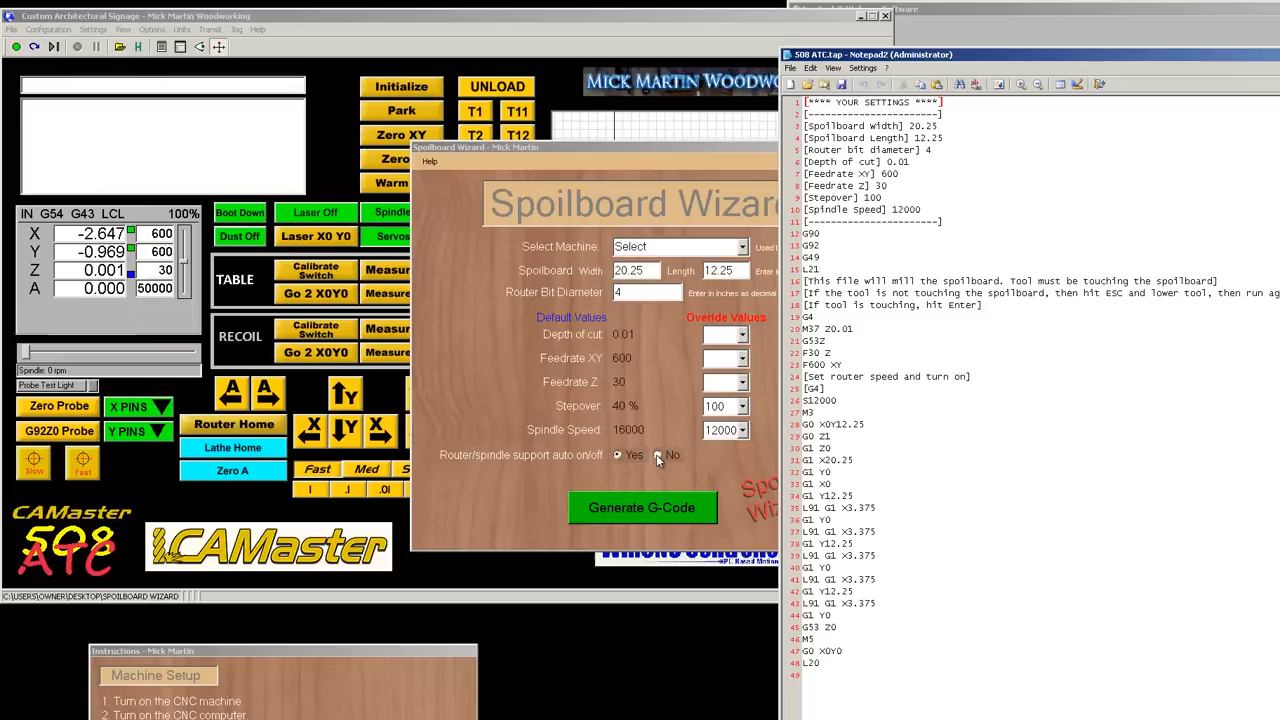 Custom Architectural Signage - Mick Martin Woodworking
File Configuration Settings View Options Units Transit Jog Help
MICK MARTIN WOODW
Initialize
UNLOAD
Park
T1
T11
Zero XY
T2
T12
Zero
Warm
IN G54 G43 LCL 100%
X -2.647 600
Y -0.969 600
Z 0.001 30
A 0.000 50000
Spindle: 0 rpm
Probe Test Light
Zero Probe
X PINS
G92Z0 Probe
Y PINS
Slow
Fast
Boot Down
Laser Off
Spindle
Dust Off
Laser X0 Y0
Servos
TABLE
Calibrate Switch
Measur
Go 2 X0Y0
Measure
RECOIL
Calibrate Switch
Measur
Go 2 X0Y0
Measure
A A Y
Router Home
X Y X
Lathe Home
Zero A
Fast Med S
I .I .0I
CAMaster
508
ATC
CAMaster
C:\USERS\OWNER\DESKTOP\SPOILBOARD WIZARD
Spoilboard Wizard - Mick Martin
Help
Spoilboard Wizar
Select Machine: Select Used t
Spoilboard Width 20.25 Length 12.25 Enter in
Router Bit Diameter 4 Enter in inches as decimal
Default Values Override Values
Depth of cut: 0.01
Feedrate XY: 600
Feedrate Z: 30
Stepover: 40 % 100
Spindle Speed: 16000 12000
Router/spindle support auto on/off Yes No
Generate G-Code
Spo
Wiz
Instructions - Mick Martin
Machine Setup
1. Turn on the CNC machine.
2. Turn on the CNC computer
Software
508 ATC.tap - Notepad2 (Administrator)
File Edit View Settings ?
1 [**** YOUR SETTINGS ****]
2 [-----------------------]
3 [Spoilboard width] 20.25
4 [Spoilboard Length] 12.25
5 [Router bit diameter] 4
6 [Depth of cut] 0.01
7 [Feedrate XY] 600
8 [Feedrate Z] 30
9 [Stepover] 100
10 [Spindle Speed] 12000
11 [-----------------------]
12 G90
13 G92
14 G49
15 L21
16 [This file will mill the spoilboard. Tool must be touching the spoilboard]
17 [If the tool is not touching the spoilboard, then hit ESC and lower tool, then run ag
18 [If tool is touching, hit Enter]
19 G4
20 M37 Z0.01
21 G53Z
22 F30 Z
23 F600 XY
24 [Set router speed and turn on]
25 [G4]
26 S12000
27 M3
28 G0 X0Y12.25
29 G0 Z1
30 G1 Z0
31 G1 X20.25
32 G1 Y0
33 G1 X0
34 G1 Y12.25
35 L91 G1 X3.375
36 G1 Y0
37 L91 G1 X3.375
38 G1 Y12.25
39 L91 G1 X3.375
40 G1 Y0
41 L91 G1 X3.375
42 G1 Y12.25
43 L91 G1 X3.375
44 G1 Y0
45 G53 Z0
46 M5
47 G0 X0Y0
48 L20
49